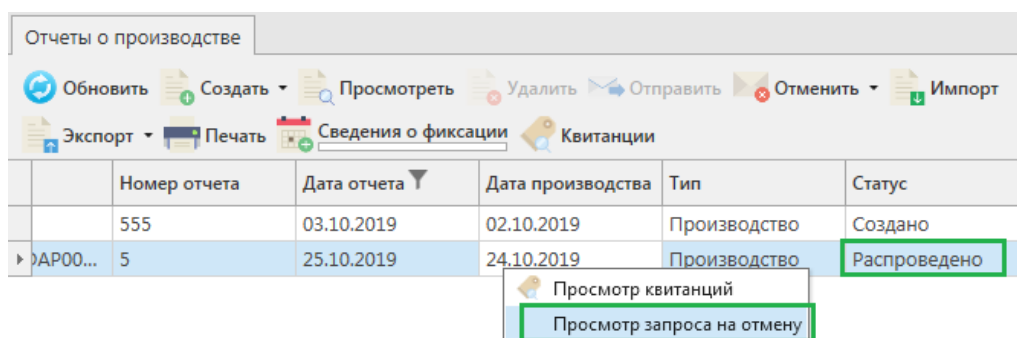 Отчеты о производстве
Обновить Создать Просмотреть Удалить Отправить Отменить Импорт
Экспорт Печать Сведения о фиксации Квитанции
Номер отчета Дата отчета Дата производства Тип Статус
555 03.10.2019 02.10.2019 Производство Создано
DAP00... 5 25.10.2019 24.10.2019 Производство Распроведено
Просмотр квитанций
Просмотр запроса на отмену